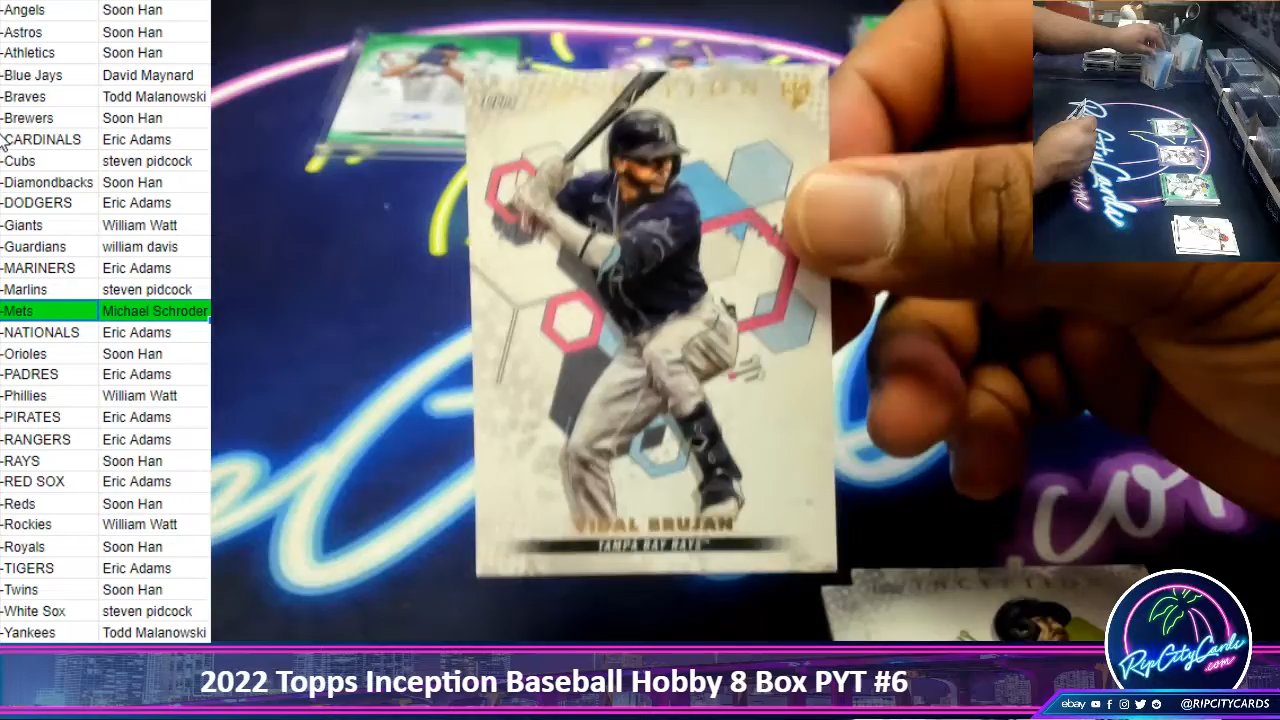 -Angels Soon Han
-Astros Soon Han
-Athletics Soon Han
-Blue Jays David Maynard
-Braves Todd Malanowski
-Brewers Soon Han
-CARDINALS Eric Adams
-Cubs steven pidcock
-Diamondbacks Soon Han
-DODGERS Eric Adams
-Giants William Watt
-Guardians william davis
-MARINERS Eric Adams
-Marlins steven pidcock
-Mets Michael Schroder
-NATIONALS Eric Adams
-Orioles Soon Han
-PADRES Eric Adams
-Phillies William Watt
-PIRATES Eric Adams
-RANGERS Eric Adams
-RAYS Soon Han
-RED SOX Eric Adams
-Reds Soon Han
-Rockies William Watt
-Royals Soon Han
-TIGERS Eric Adams
-Twins Soon Han
-White Sox steven pidcock
-Yankees Todd Malanowski
VIDAL BRUJAN
TAMPA BAY RAYS™
.com
RipCityCards
.com
2022 Topps Inception Baseball Hobby 8 Box PYT #6
ebay @RIPCITYCARDS